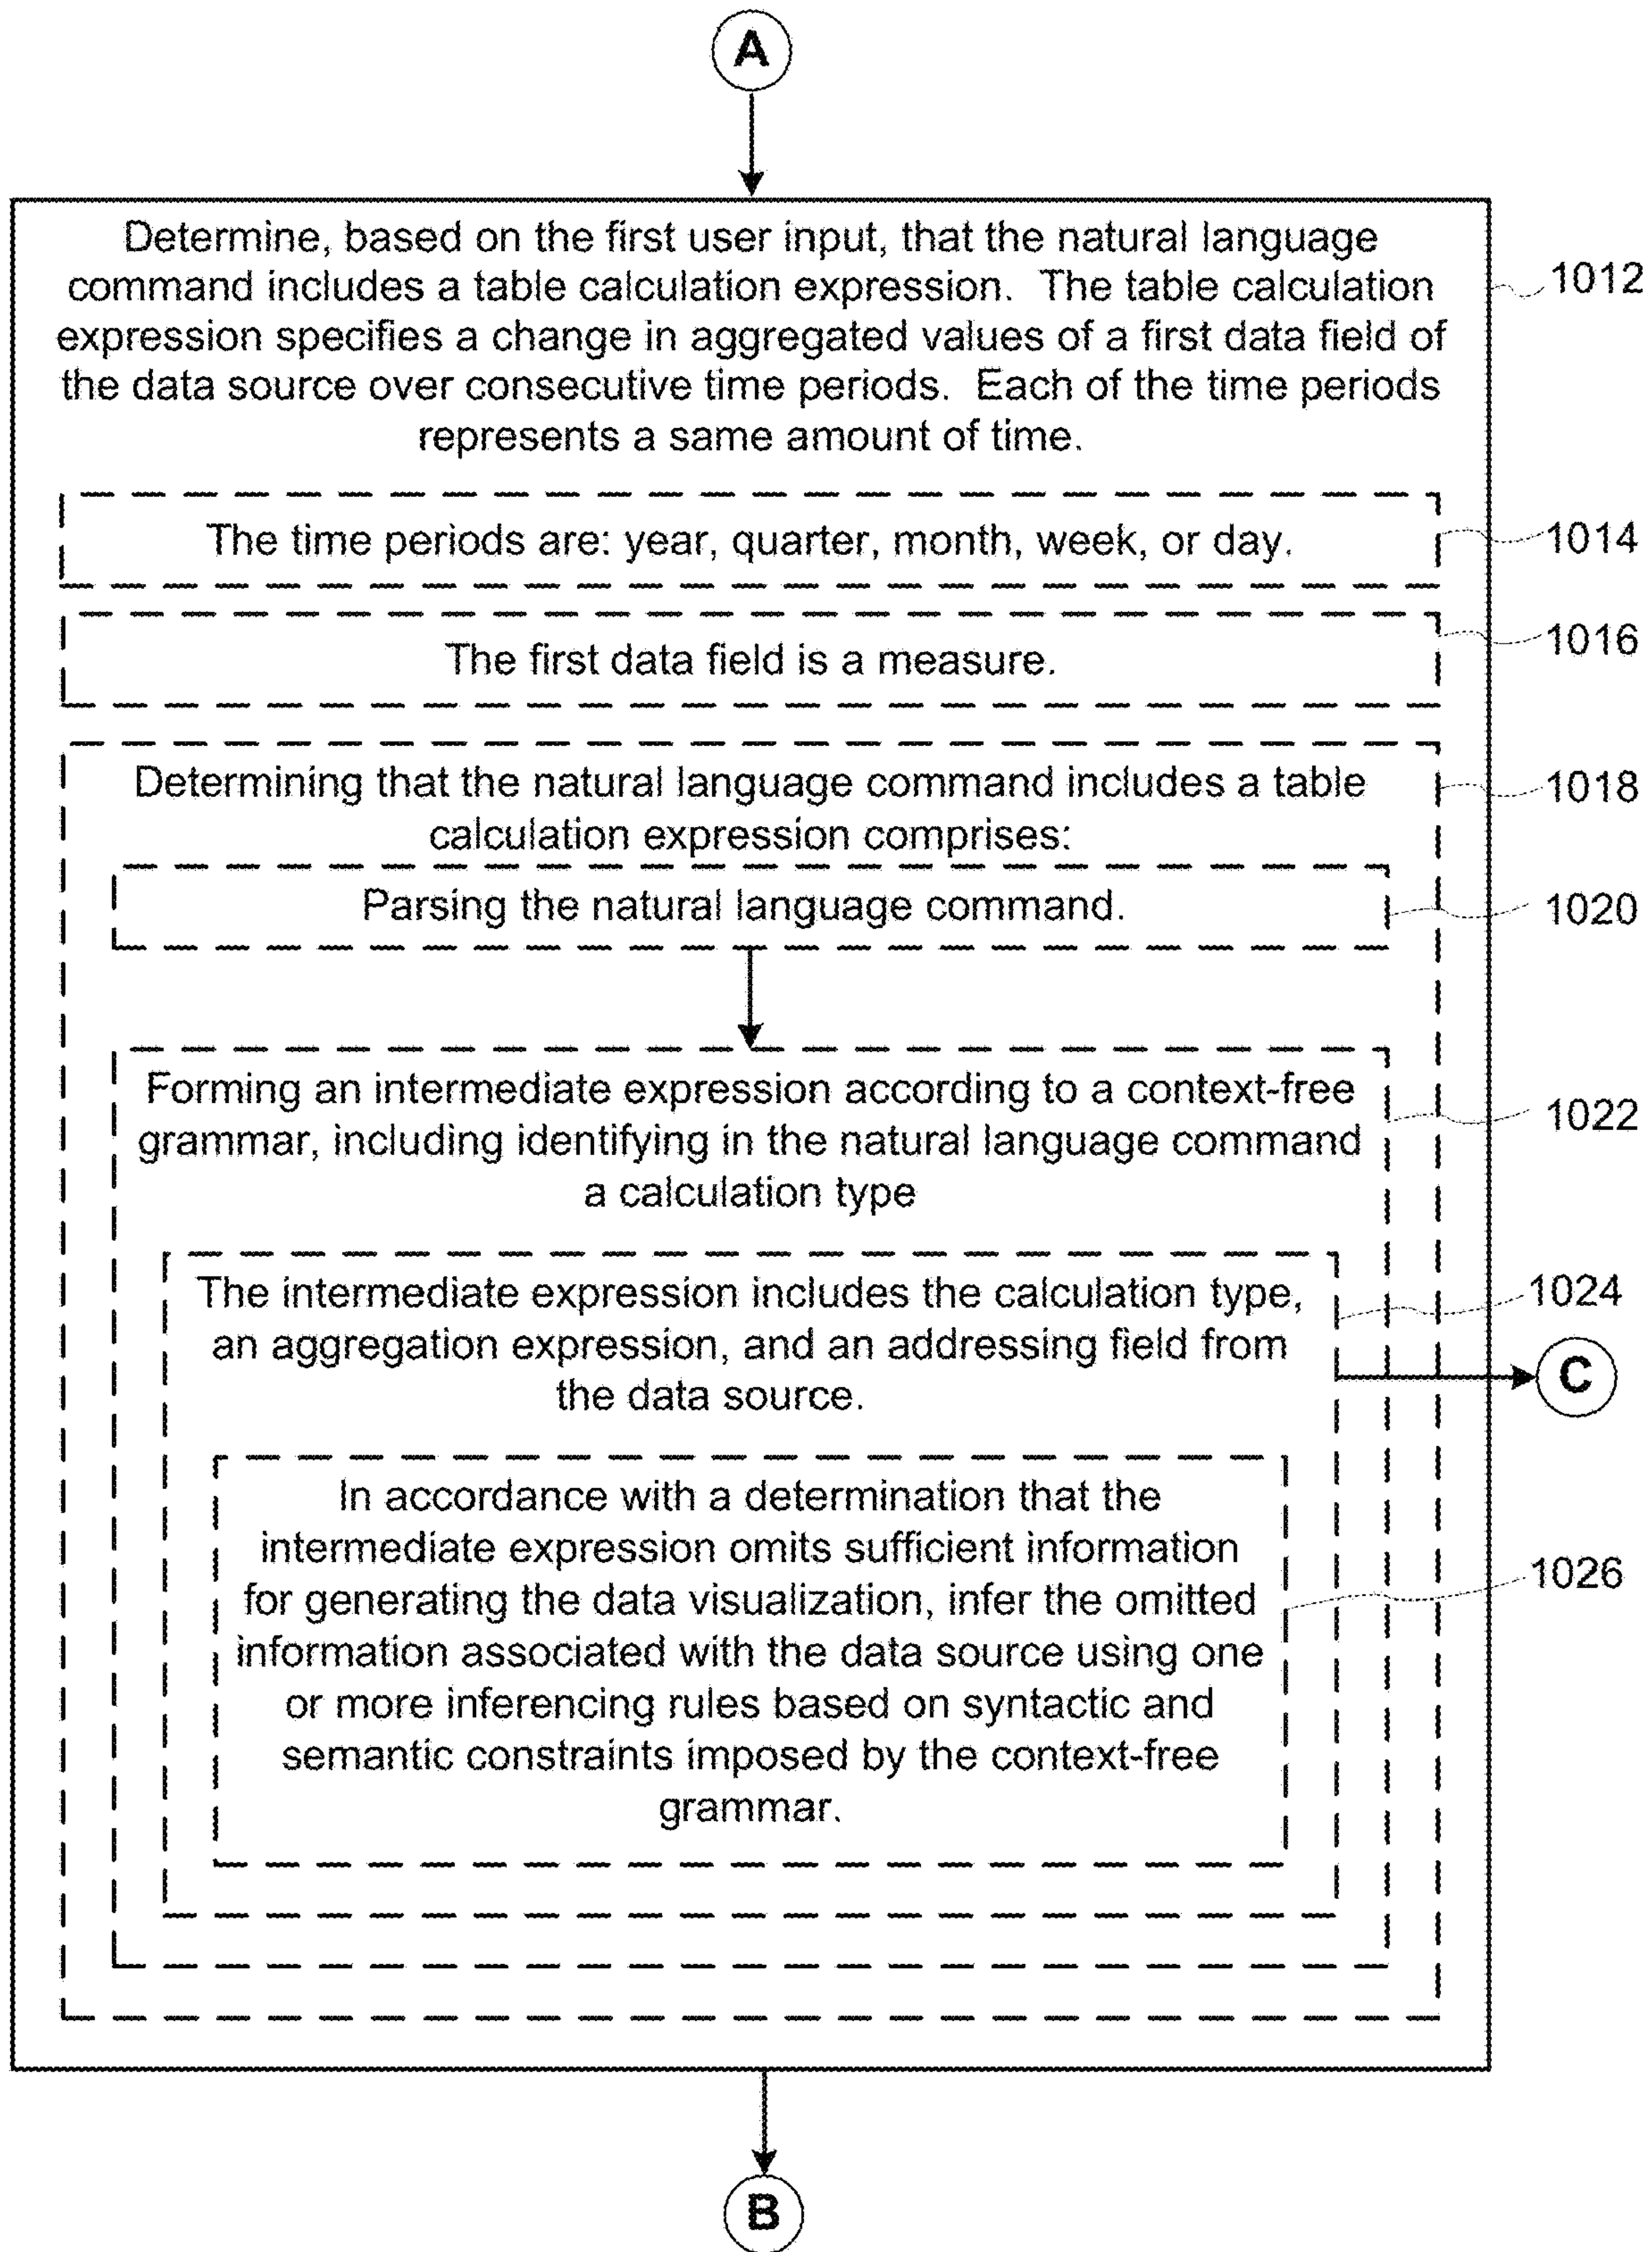 A
Determine, based on the first user input, that the natural language
command includes a table calculation expression. The table calculation
expression specifies a change in aggregated values of a first data field of
the data source over consecutive time periods. Each of the time periods
represents a same amount of time.
1012
The time periods are: year, quarter, month, week, or day.
1014
The first data field is a measure.
1016
Determining that the natural language command includes a table
calculation expression comprises:
1018
Parsing the natural language command.
1020
Forming an intermediate expression according to a context-free
grammar, including identifying in the natural language command
a calculation type
1022
The intermediate expression includes the calculation type,
an aggregation expression, and an addressing field from
the data source.
1024
C
In accordance with a determination that the
intermediate expression omits sufficient information
for generating the data visualization, infer the omitted
information associated with the data source using one
or more inferencing rules based on syntactic and
semantic constraints imposed by the context-free
grammar.
1026
B